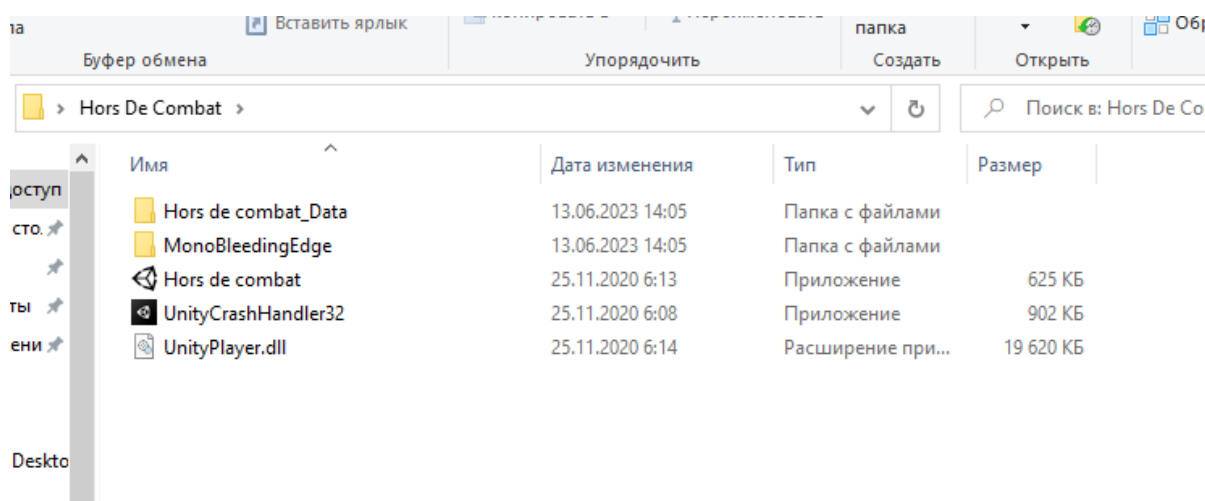 ла Вставить ярлык папка Обр
Буфер обмена Упорядочить Создать Открыть
Hors De Combat Поиск в: Hors De Co
Имя Дата изменения Тип Размер
доступ
Hors de combat_Data 13.06.2023 14:05 Папка с файлами
сто.
MonoBleedingEdge 13.06.2023 14:05 Папка с файлами
Hors de combat 25.11.2020 6:13 Приложение 625 КБ
ты
UnityCrashHandler32 25.11.2020 6:08 Приложение 902 КБ
ени
UnityPlayer.dll 25.11.2020 6:14 Расширение при... 19 620 КБ
Deskto